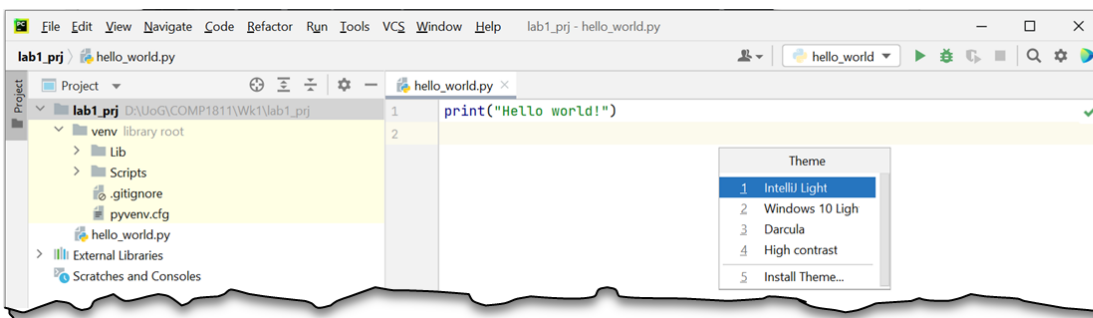 PC File Edit View Navigate Code Refactor Run Tools VCS Window Help lab1_prj - hello_world.py
lab1_prj hello_world.py hello_world
Project
Project
hello_world.py
lab1_prj D:\UoG\COMP1811\Wk1\lab1_prj
venv library root
Lib
Scripts
.gitignore
pyvenv.cfg
hello_world.py
External Libraries
Scratches and Consoles
1 print("Hello world!")
2
Theme
1 IntelliJ Light
2 Windows 10 Ligh
3 Darcula
4 High contrast
5 Install Theme...